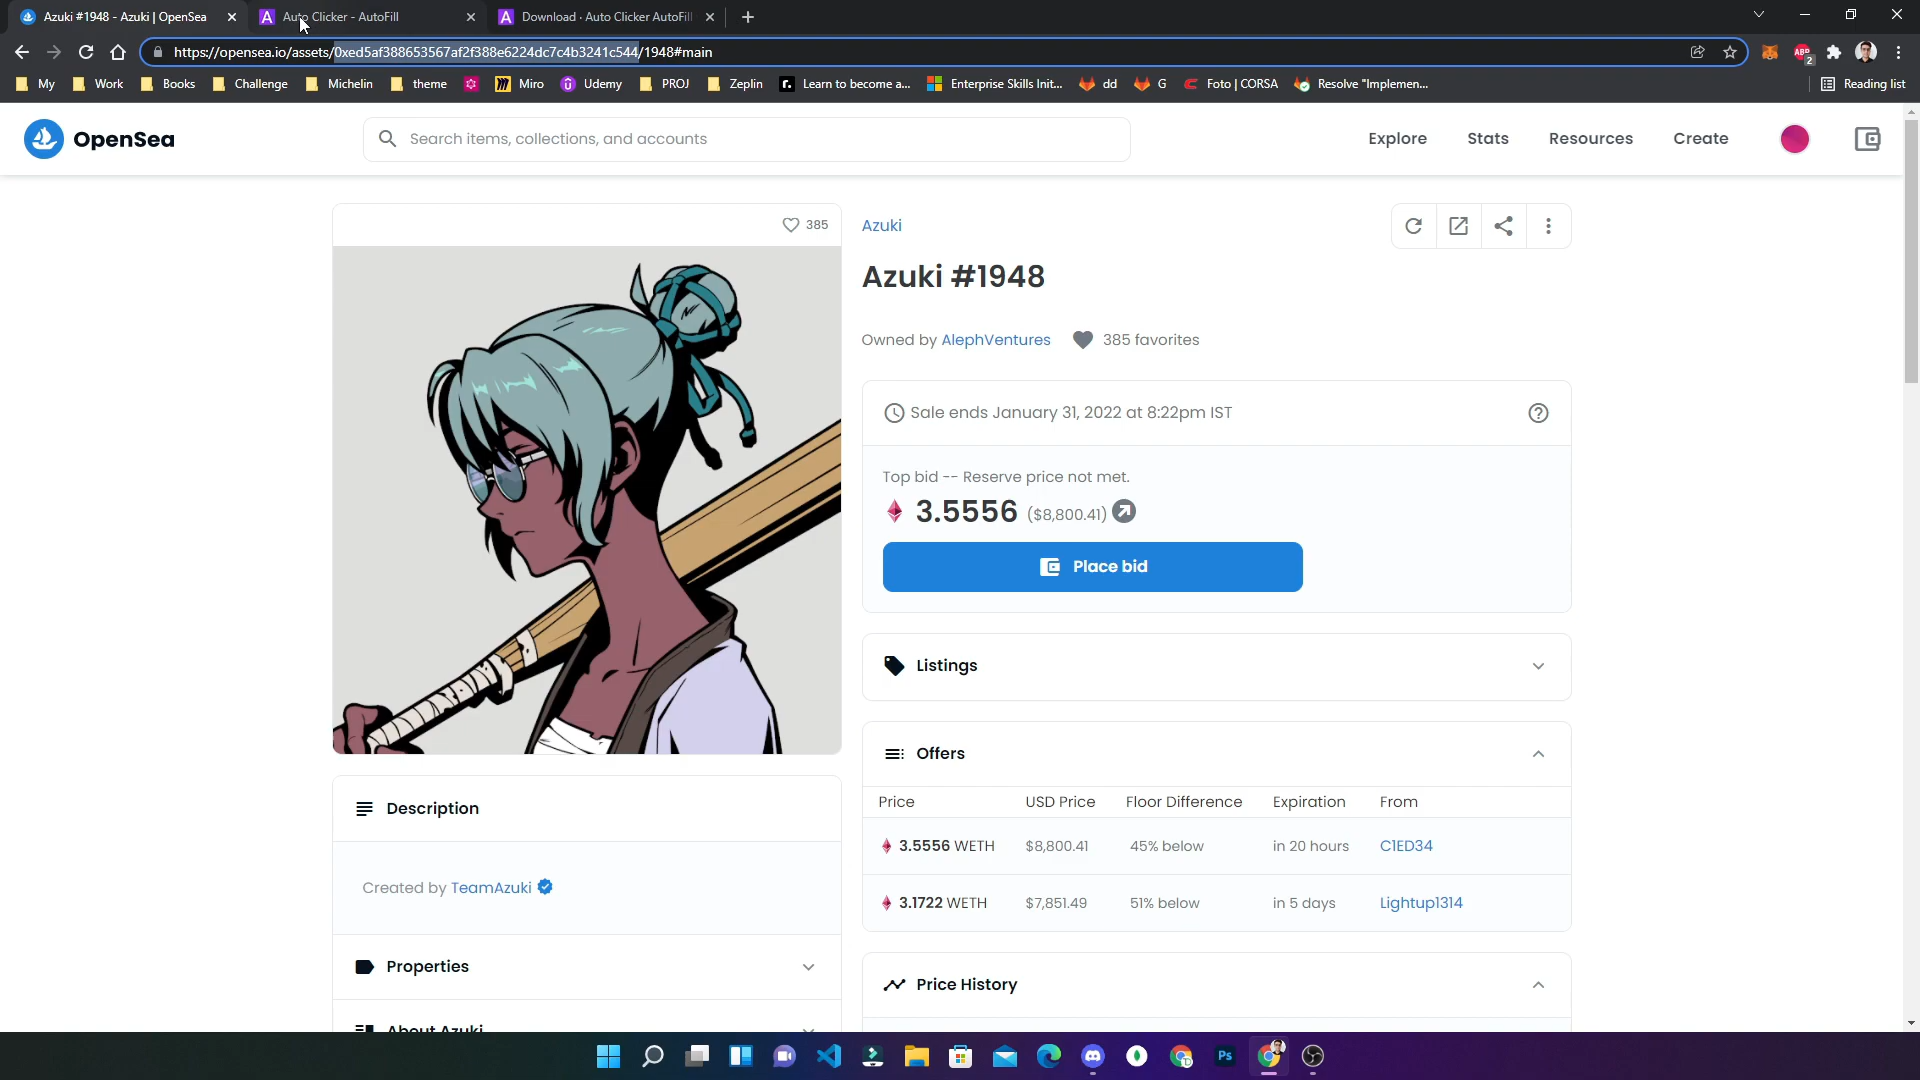 Azuki #1948 - Azuki | OpenSea
Auto Clicker - AutoFill
Download · Auto Clicker AutoFill
https://opensea.io/assets/0xed5af388653567af2f388e6224dc7c4b3241c544/1948#main
ABP
2
My
Work
Books
Challenge
Michelin
theme
Miro
Udemy
PROJ
Zeplin
r.
Learn to become a...
Enterprise Skills Init...
dd
G
Foto | CORSA
Resolve "Implemen...
Reading list
OpenSea
Search items, collections, and accounts
Explore
Stats
Resources
Create
385
Azuki
Azuki #1948
Owned by AlephVentures
385 favorites
Sale ends January 31, 2022 at 8:22pm IST
Top bid -- Reserve price not met.
3.5556 ($8,800.41)
Place bid
Listings
Offers
Price
USD Price
Floor Difference
Expiration
From
3.5556 WETH
$8,800.41
45% below
in 20 hours
C1ED34
3.1722 WETH
$7,851.49
51% below
in 5 days
Lightup1314
Price History
Description
Created by TeamAzuki
Properties
About Azuki
Ps